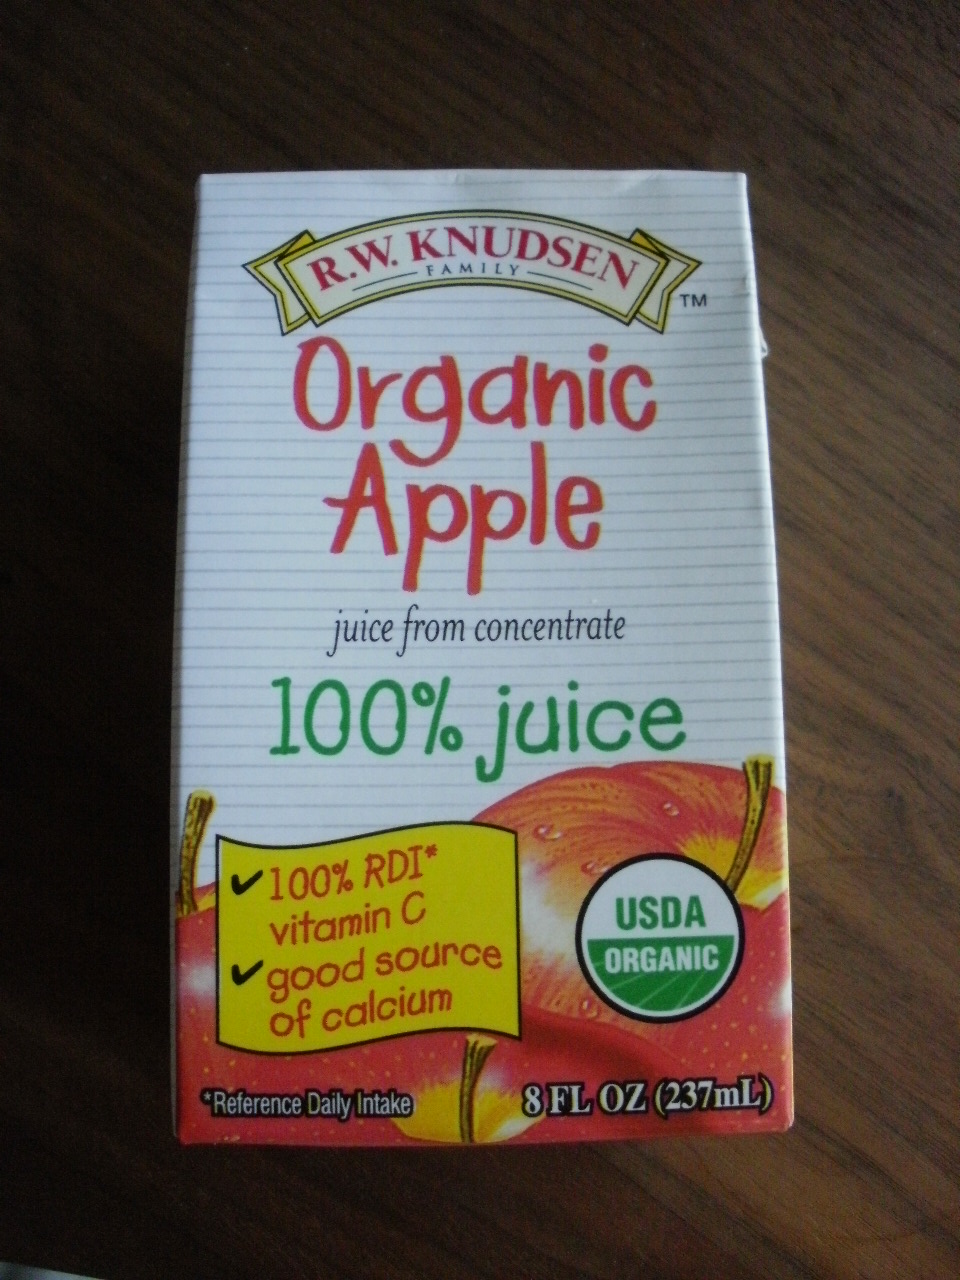 R.W. KNUDSEN
FAMILY
TM
Organic
Apple
juice from concentrate
100% juice
✓ 100% RDI*
vitamin C
✓ good source
of calcium
USDA
ORGANIC
*Reference Daily Intake
8 FL OZ (237mL)